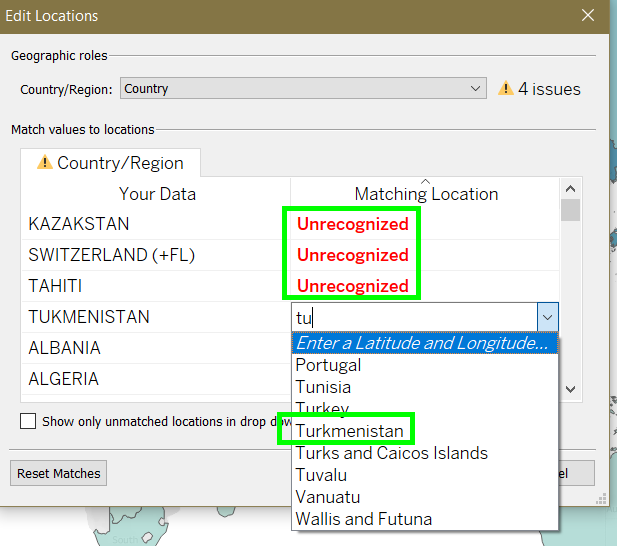 Edit Locations
Geographic roles
Country/Region: Country 4 issues
Match values to locations
Country/Region
Your Data Matching Location
KAZAKSTAN Unrecognized
SWITZERLAND (+FL) Unrecognized
TAHITI Unrecognized
TUKMENISTAN tu
ALBANIA Enter a Latitude and Longitude...
Portugal
ALGERIA Tunisia
Turkey
Show only unmatched locations in drop dow
Turkmenistan
Turks and Caicos Islands
Reset Matches Tuvalu el
Vanuatu
Wallis and Futuna
South